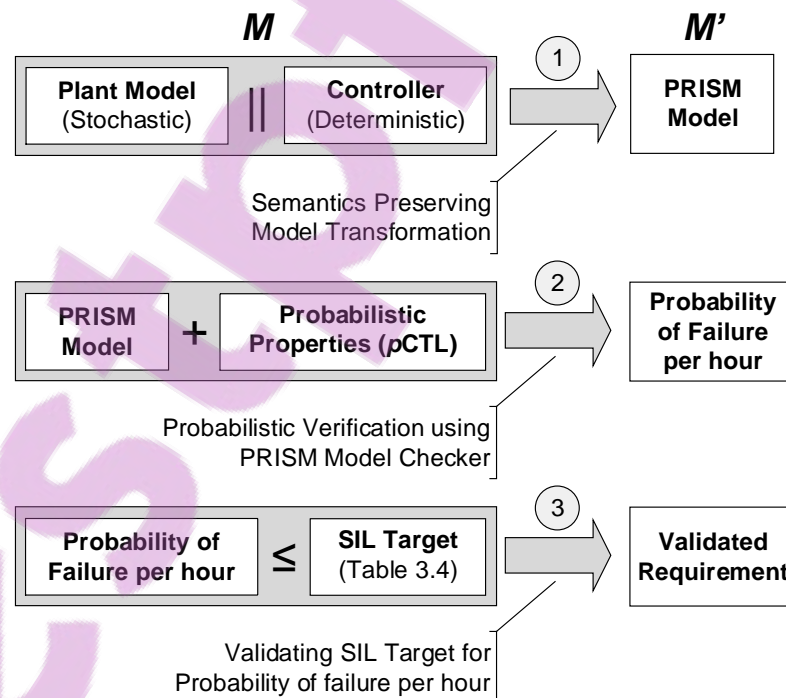 M
M'
1
Plant Model
(Stochastic)
||
Controller
(Deterministic)
PRISM
Model
Semantics Preserving
Model Transformation
2
PRISM
Model
+
Probabilistic
Properties (pCTL)
Probability
of Failure
per hour
Probabilistic Verification using
PRISM Model Checker
3
Probability of
Failure per hour
≤
SIL Target
(Table 3.4)
Validated
Requirement
Validating SIL Target for
Probability of failure per hour